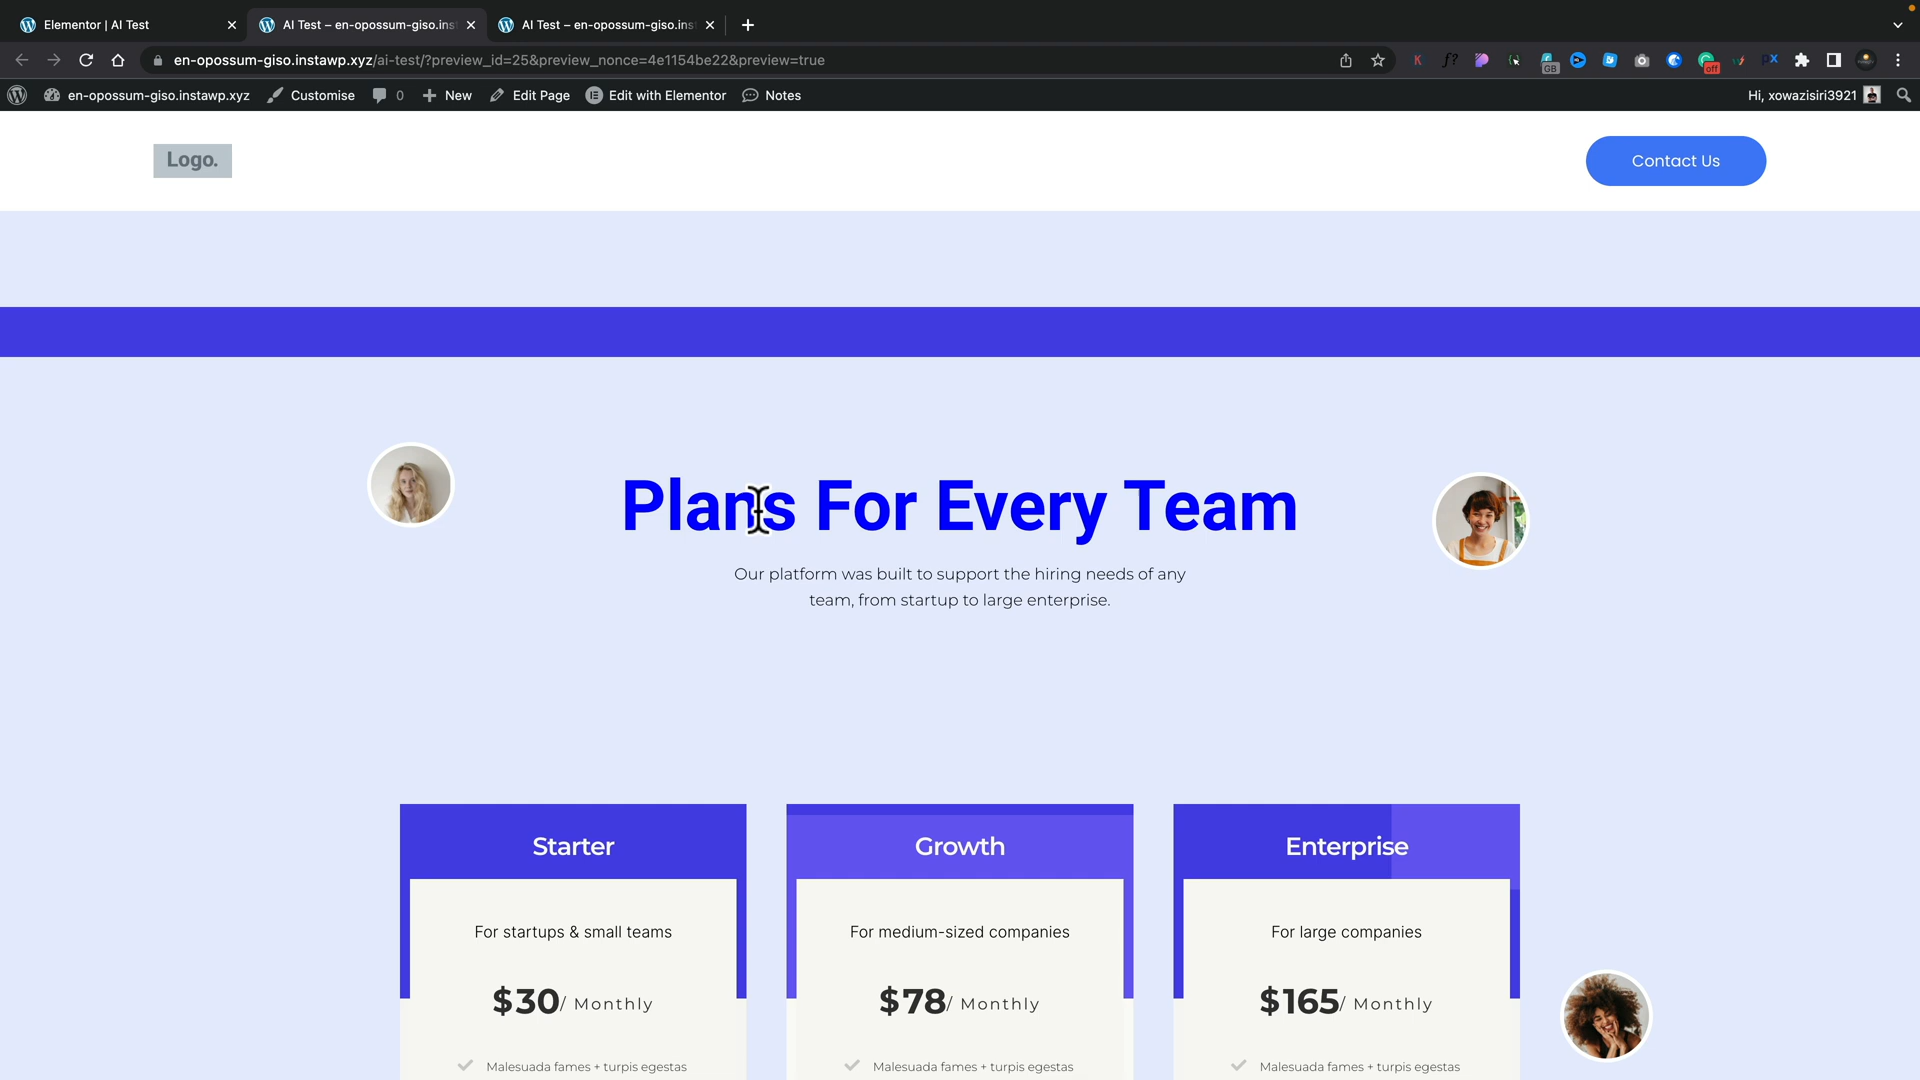 Elementor | AI Test
AI Test – en-opossum-giso.ins
AI Test – en-opossum-giso.ins
en-opossum-giso.instawp.xyz/ai-test/?preview_id=25&preview_nonce=4e1154be22&preview=true
K
f?
GB
off
X
en-opossum-giso.instawp.xyz
Customise
0
New
Edit Page
Edit with Elementor
Notes
Hi, xowazisiri3921
Logo.
Contact Us
Plans For Every Team
Our platform was built to support the hiring needs of any
team, from startup to large enterprise.
Starter
Growth
Enterprise
For startups & small teams
For medium-sized companies
For large companies
$30/ Monthly
$78/ Monthly
$165/ Monthly
Malesuada fames + turpis egestas
Malesuada fames + turpis egestas
Malesuada fames + turpis egestas